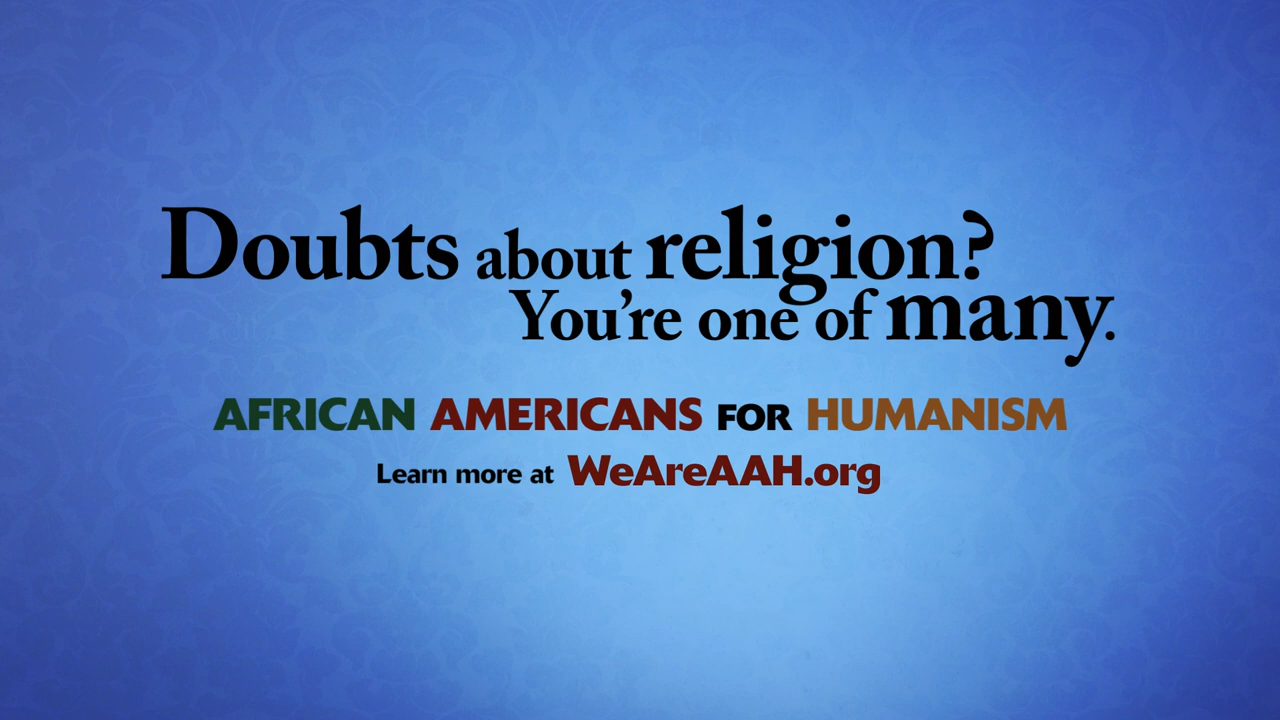 Doubts about religion?
You're one of many.
AFRICAN AMERICANS FOR HUMANISM
Learn more at WeAreAAH.org